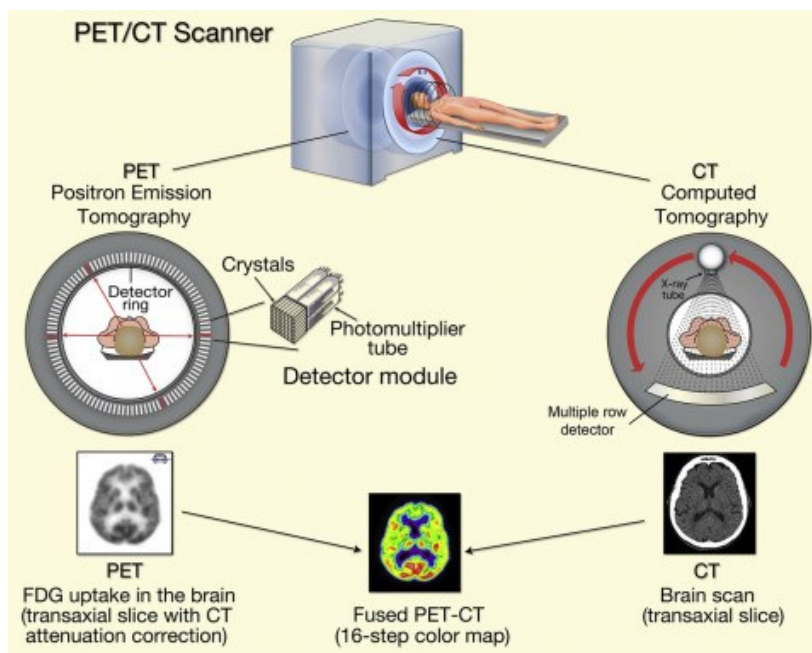 PET/CT Scanner
PET
Positron Emission
Tomography
CT
Computed
Tomography
Detector
ring
Crystals
Photomultiplier
tube
Detector module
X-ray
tube
Multiple row
detector
PET
FDG uptake in the brain
(transaxial slice with CT
attenuation correction)
Fused PET-CT
(16-step color map)
CT
Brain scan
(transaxial slice)